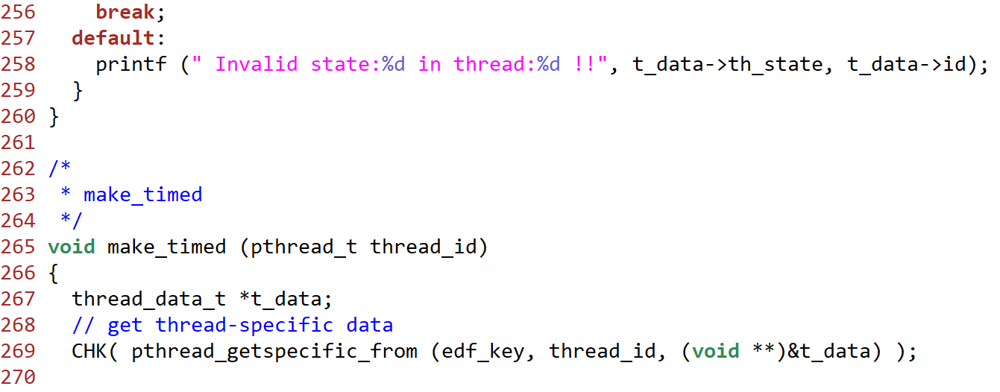 256     break;
257   default:
258     printf (" Invalid state:%d in thread:%d !!", t_data->th_state, t_data->id);
259   }
260 }
261
262 /*
263  * make_timed
264  */
265 void make_timed (pthread_t thread_id)
266 {
267   thread_data_t *t_data;
268   // get thread-specific data
269   CHK( pthread_getspecific_from (edf_key, thread_id, (void **)&t_data) );
270